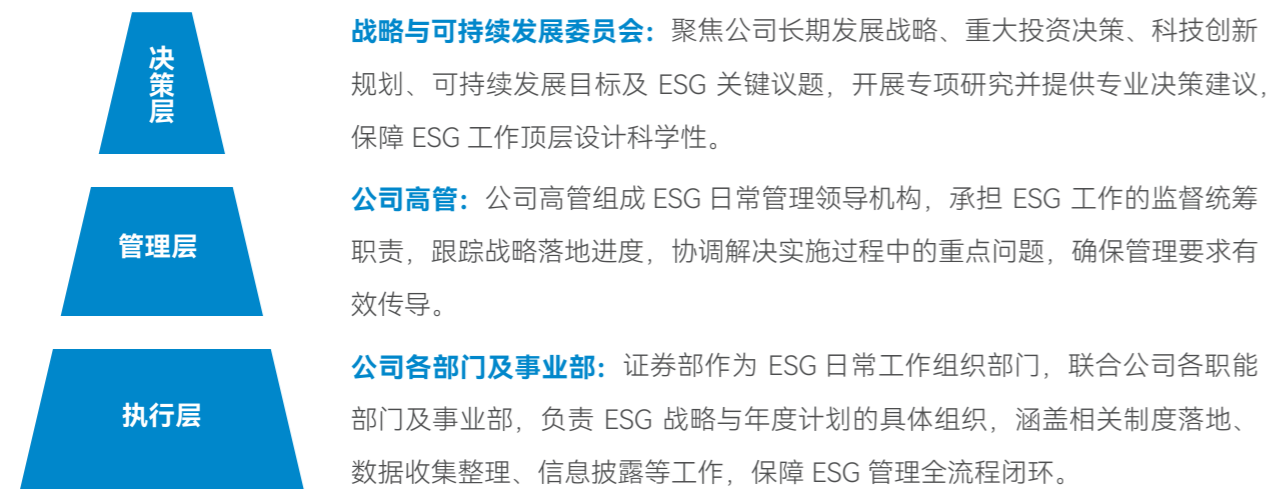 决策层
战略与可持续发展委员会：聚焦公司长期发展战略、重大投资决策、科技创新
规划、可持续发展目标及 ESG 关键议题，开展专项研究并提供专业决策建议，
保障 ESG 工作顶层设计科学性。
管理层
公司高管：公司高管组成 ESG 日常管理领导机构，承担 ESG 工作的监督统筹
职责，跟踪战略落地进度，协调解决实施过程中的重点问题，确保管理要求有
效传导。
执行层
公司各部门及事业部：证券部作为 ESG 日常工作组织部门，联合公司各职能
部门及事业部，负责 ESG 战略与年度计划的具体组织，涵盖相关制度落地、
数据收集整理、信息披露等工作，保障 ESG 管理全流程闭环。